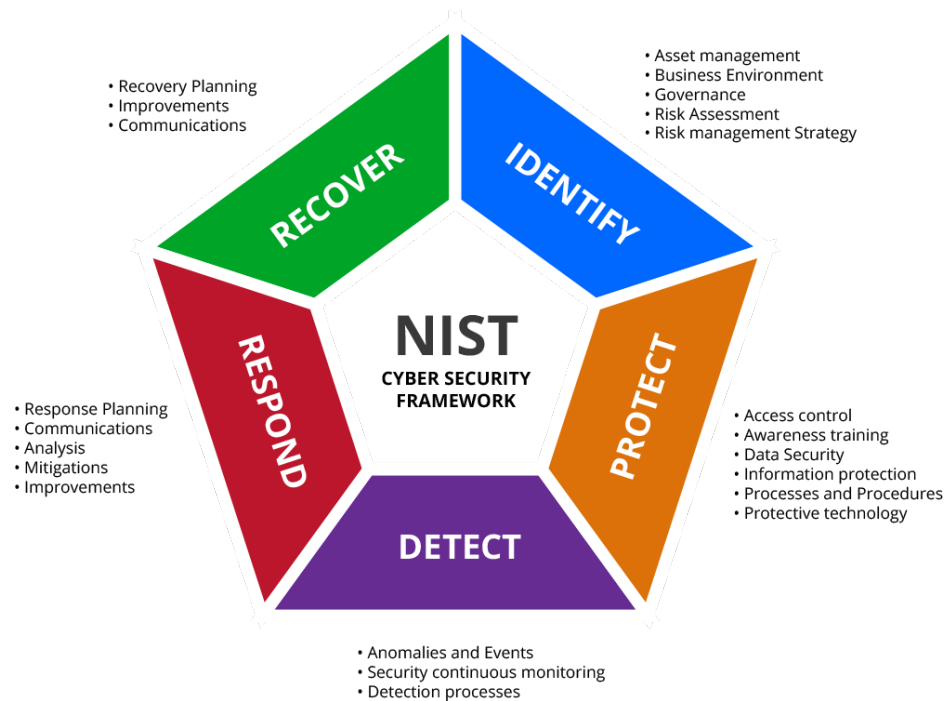 • Recovery Planning
• Improvements
• Communications
• Asset management
• Business Environment
• Governance
• Risk Assessment
• Risk management Strategy
RECOVER
IDENTIFY
NIST
CYBER SECURITY
FRAMEWORK
RESPOND
PROTECT
• Response Planning
• Communications
• Analysis
• Mitigations
• Improvements
• Access control
• Awareness training
• Data Security
• Information protection
• Processes and Procedures
• Protective technology
DETECT
• Anomalies and Events
• Security continuous monitoring
• Detection processes